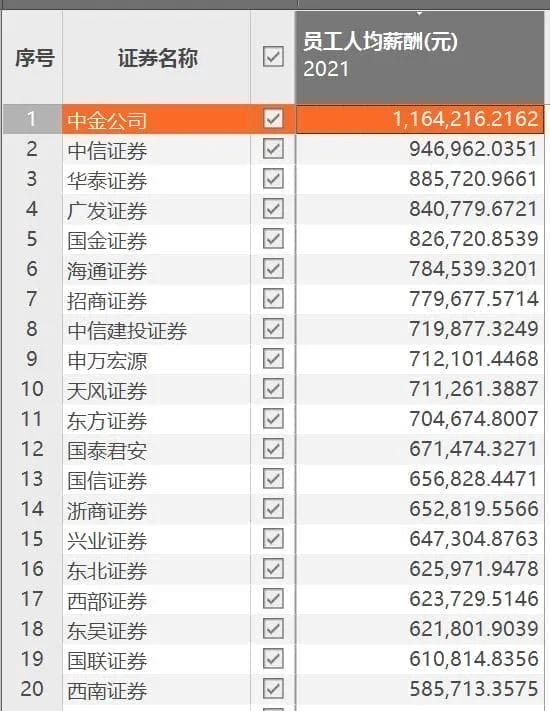 序号 证券名称 员工人均薪酬(元)
2021
1 中金公司 1,164,216.2162
2 中信证券 946,962.0351
3 华泰证券 885,720.9661
4 广发证券 840,779.6721
5 国金证券 826,720.8539
6 海通证券 784,539.3201
7 招商证券 779,677.5714
8 中信建投证券 719,877.3249
9 申万宏源 712,101.4468
10 天风证券 711,261.3887
11 东方证券 704,674.8007
12 国泰君安 671,474.3271
13 国信证券 656,828.4471
14 浙商证券 652,819.5566
15 兴业证券 647,304.8763
16 东北证券 625,971.9478
17 西部证券 623,729.5146
18 东吴证券 621,801.9039
19 国联证券 610,814.8356
20 西南证券 585,713.3575